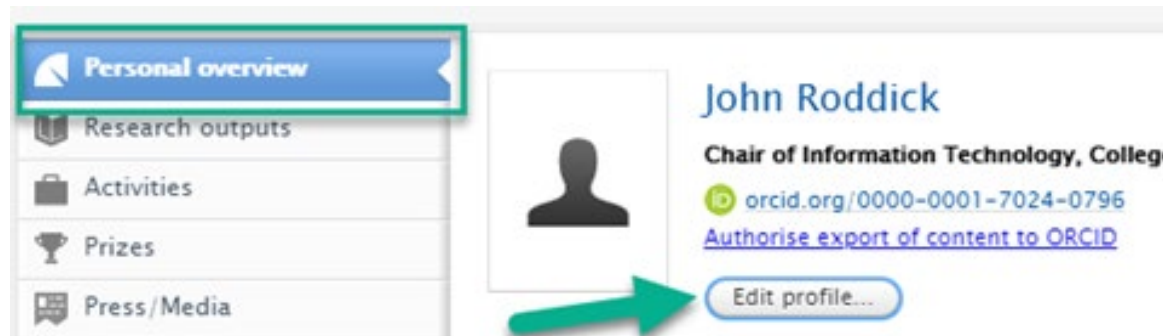 Personal overview
Research outputs
Activities
Prizes
Press/Media
John Roddick
Chair of Information Technology, Colleg
iD orcid.org/0000-0001-7024-0796
Authorise export of content to ORCID
Edit profile...